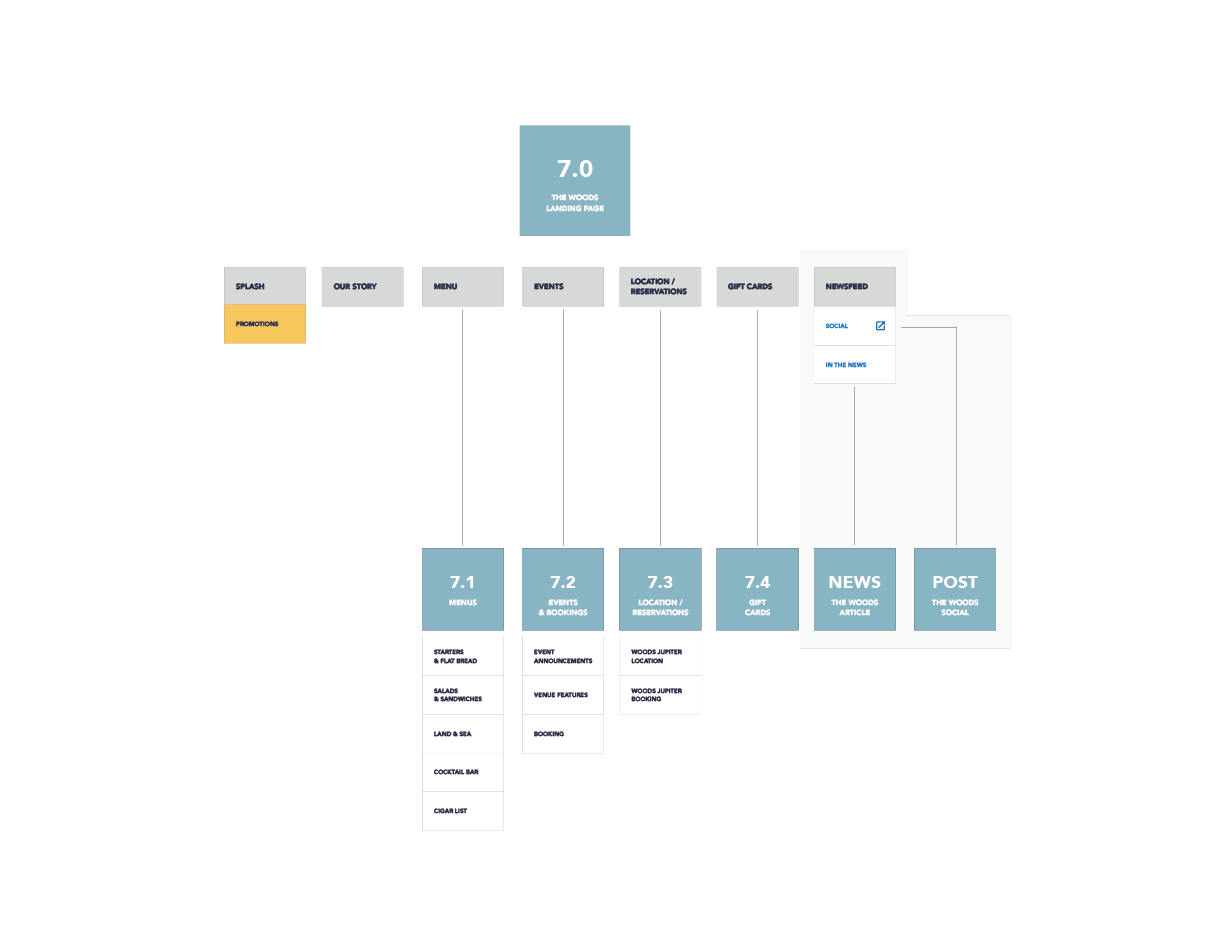 7.0
THE WOODS
LANDING PAGE
SPLASH
PROMOTIONS
OUR STORY
MENU
EVENTS
LOCATION /
RESERVATIONS
GIFT CARDS
NEWSFEED
SOCIAL
IN THE NEWS
7.1
MENUS
STARTERS
& FLAT BREAD
SALADS
& SANDWICHES
LAND & SEA
COCKTAIL BAR
CIGAR LIST
7.2
EVENTS
& BOOKINGS
EVENT
ANNOUNCEMENTS
VENUE FEATURES
BOOKING
7.3
LOCATION /
RESERVATIONS
WOODS JUPITER
LOCATION
WOODS JUPITER
BOOKING
7.4
GIFT
CARDS
NEWS
THE WOODS
ARTICLE
POST
THE WOODS
SOCIAL